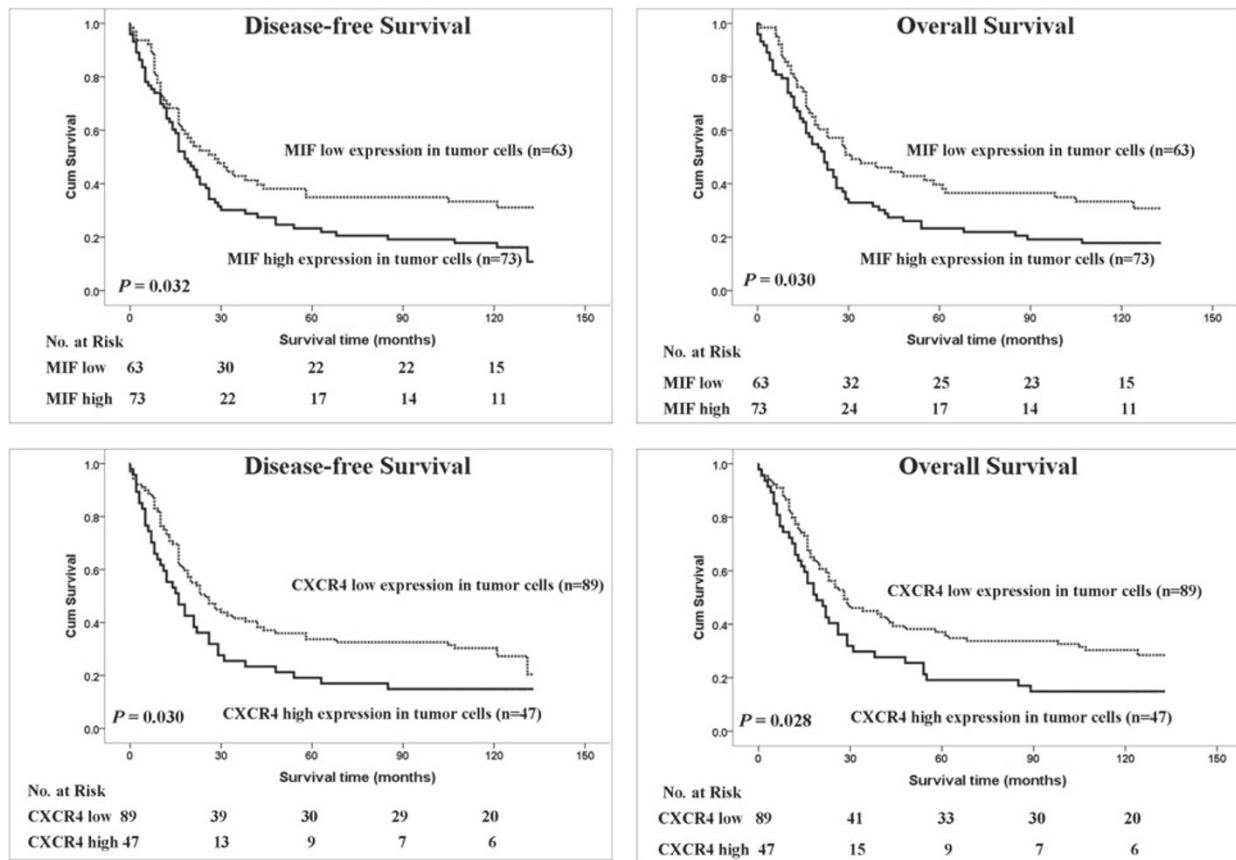 Disease-free Survival
1.0
0.8
0.6
0.4
0.2
0.0
Cum Survival
MIF low expression in tumor cells (n=63)
MIF high expression in tumor cells (n=73)
P = 0.032
0 30 60 90 120 150
Survival time (months)
No. at Risk
MIF low 63 30 22 22 15
MIF high 73 22 17 14 11
Overall Survival
1.0
0.8
0.6
0.4
0.2
0.0
Cum Survival
MIF low expression in tumor cells (n=63)
MIF high expression in tumor cells (n=73)
P = 0.030
0 30 60 90 120 150
Survival time (months)
No. at Risk
MIF low 63 32 25 23 15
MIF high 73 24 17 14 11
Disease-free Survival
1.0
0.8
0.6
0.4
0.2
0.0
Cum Survival
CXCR4 low expression in tumor cells (n=89)
CXCR4 high expression in tumor cells (n=47)
P = 0.030
0 30 60 90 120 150
Survival time (months)
No. at Risk
CXCR4 low 89 39 30 29 20
CXCR4 high 47 13 9 7 6
Overall Survival
1.0
0.8
0.6
0.4
0.2
0.0
Cum Survival
CXCR4 low expression in tumor cells (n=89)
CXCR4 high expression in tumor cells (n=47)
P = 0.028
0 30 60 90 120 150
Survival time (months)
No. at Risk
CXCR4 low 89 41 33 30 20
CXCR4 high 47 15 9 7 6